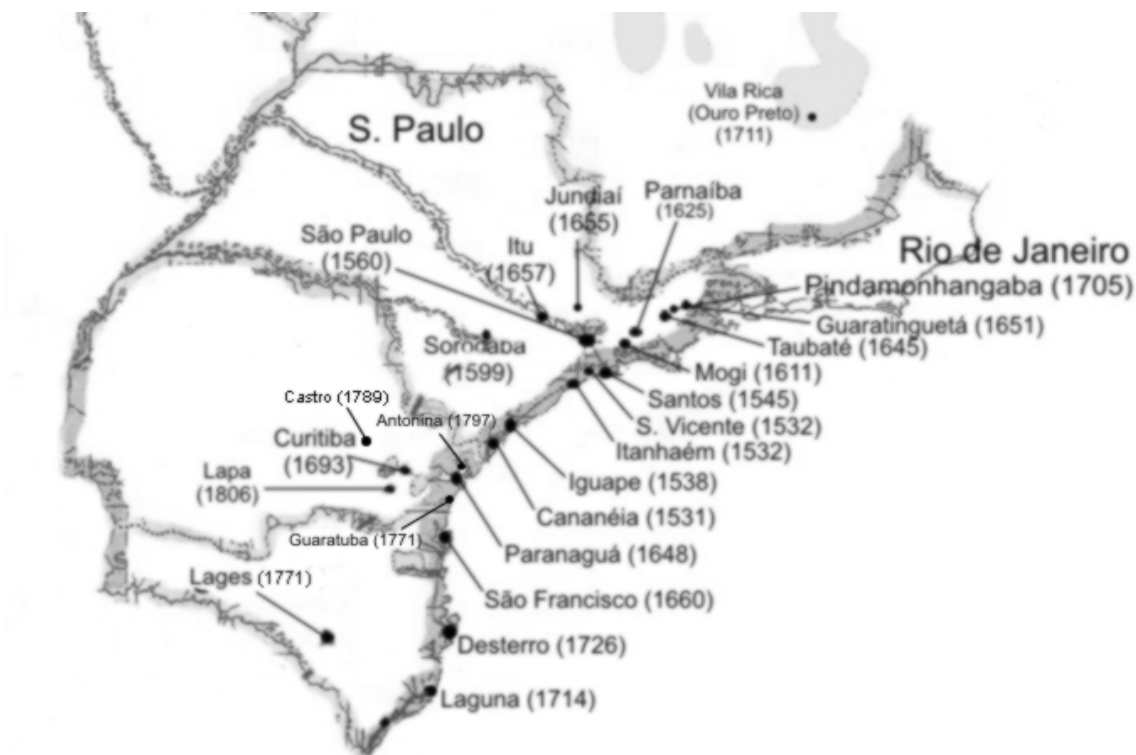 Vila Rica
(Ouro Preto)
(1711)
S. Paulo
Jundiaí
(1655)
Parnaíba
(1625)
São Paulo
(1560)
Itu
(1657)
Rio de Janeiro
Pindamonhangaba (1705)
Guaratinguetá (1651)
Taubaté (1645)
Sorocaba
(1599)
Mogi (1611)
Santos (1545)
S. Vicente (1532)
Itanhaém (1532)
Castro (1789)
Antonina (1797)
Curitiba
(1693)
Iguape (1538)
Lapa
(1806)
Cananéia (1531)
Guaratuba (1771)
Paranaguá (1648)
Lages (1771)
São Francisco (1660)
Desterro (1726)
Laguna (1714)